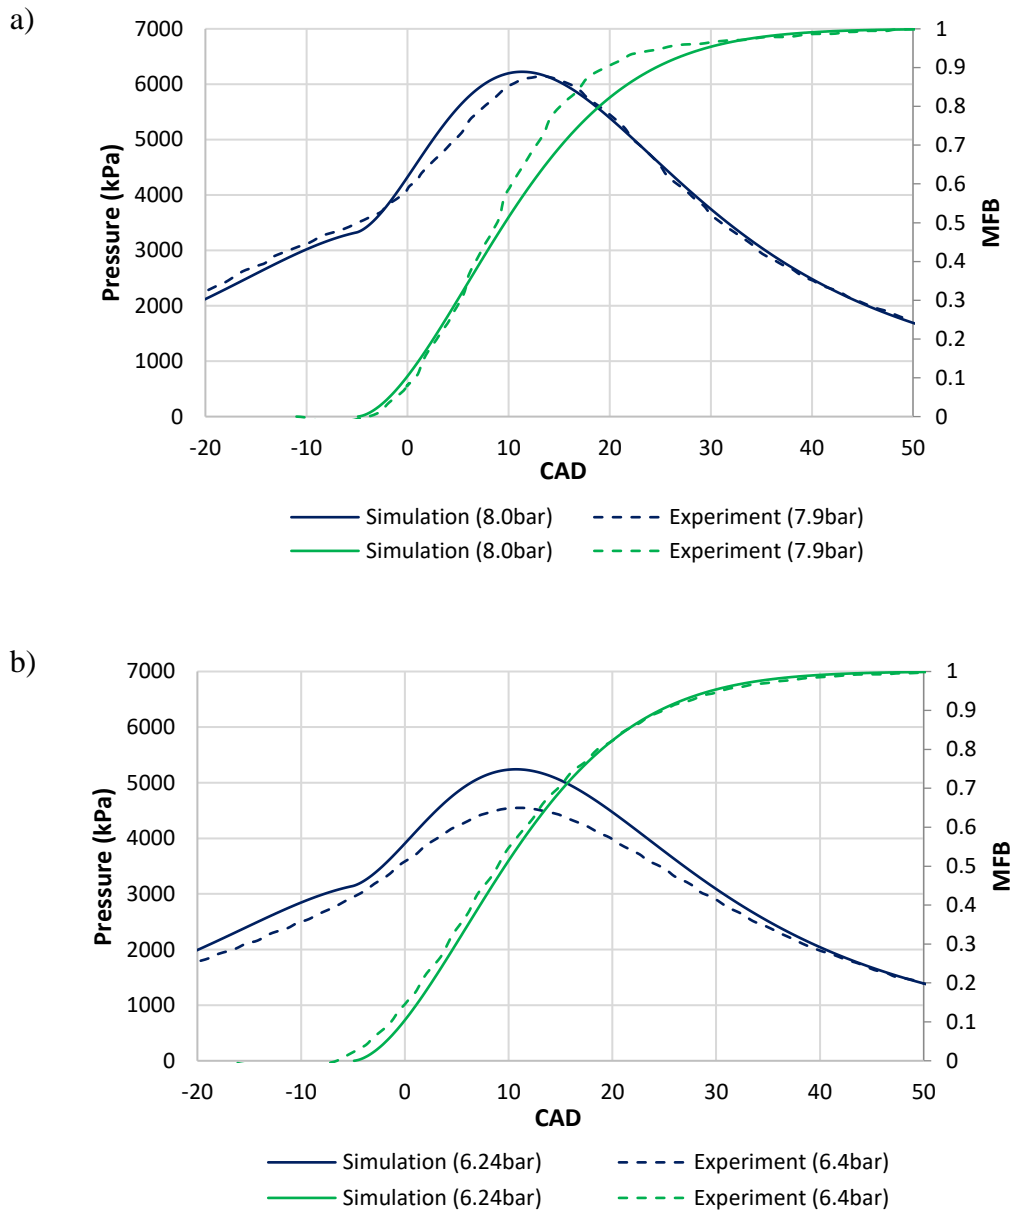 a)
7000
6000
5000
4000
3000
2000
1000
0
Pressure (kPa)
1
0.9
0.8
0.7
0.6
0.5
0.4
0.3
0.2
0.1
0
MFB
-20 -10 0 10 20 30 40 50
CAD
Simulation (8.0bar) Experiment (7.9bar)
Simulation (8.0bar) Experiment (7.9bar)
b)
7000
6000
5000
4000
3000
2000
1000
0
Pressure (kPa)
1
0.9
0.8
0.7
0.6
0.5
0.4
0.3
0.2
0.1
0
MFB
-20 -10 0 10 20 30 40 50
CAD
Simulation (6.24bar) Experiment (6.4bar)
Simulation (6.24bar) Experiment (6.4bar)